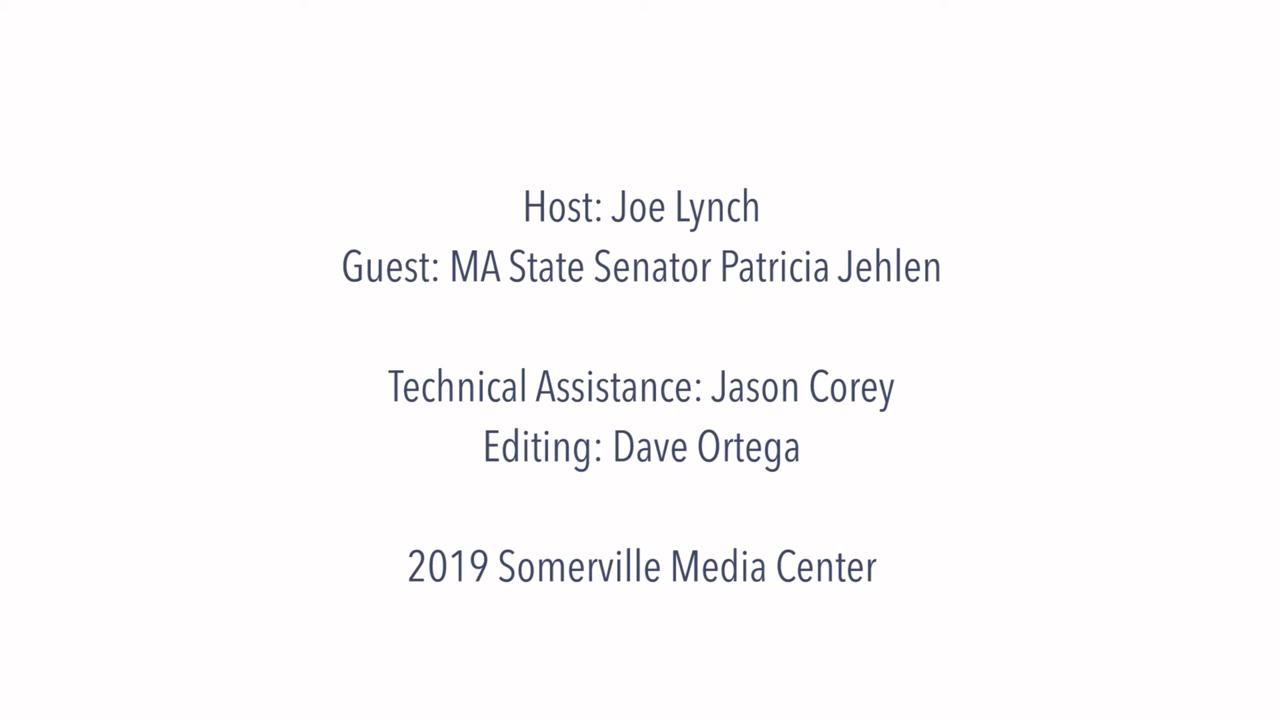 Host: Joe Lynch
Guest: MA State Senator Patricia Jehlen
Technical Assistance: Jason Corey
Editing: Dave Ortega
2019 Somerville Media Center